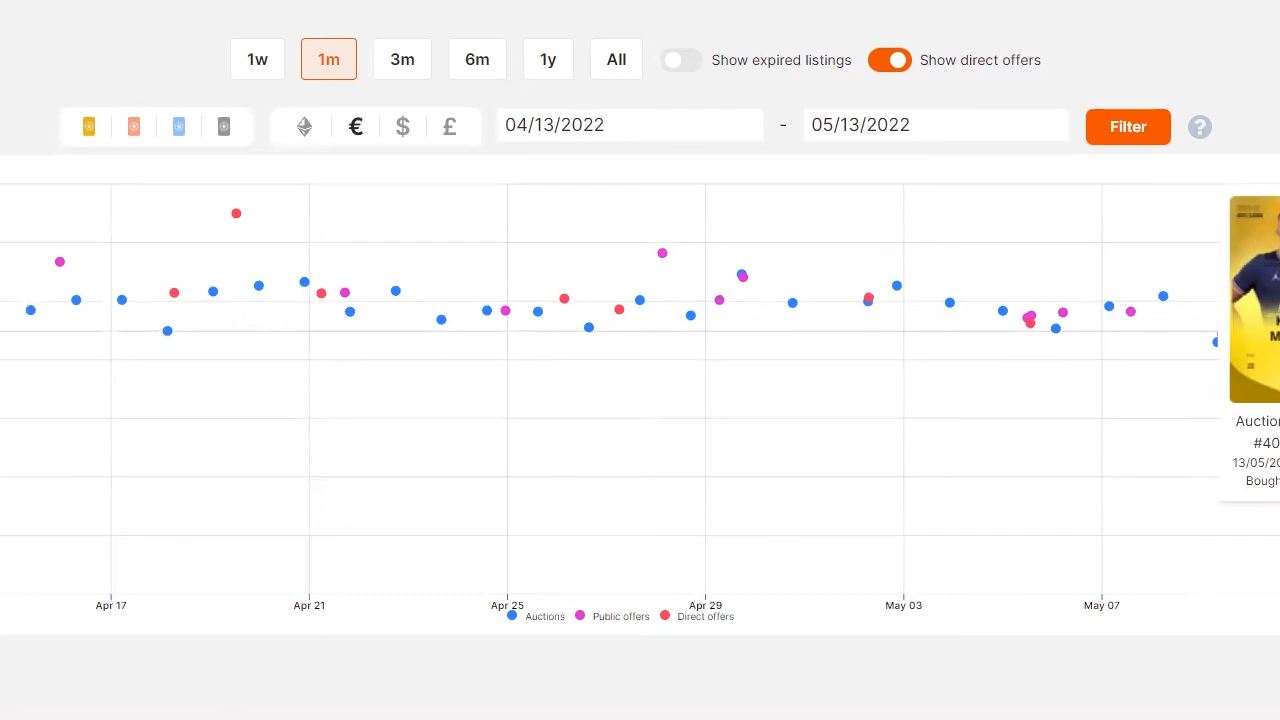 1w 1m 3m 6m 1y All Show expired listings Show direct offers
€ $ £ 04/13/2022 - 05/13/2022 Filter ?
Auction
#40
13/05/20
Bough
Apr 17 Apr 21 Apr 25 Apr 29 May 03 May 07
Auctions Public offers Direct offers